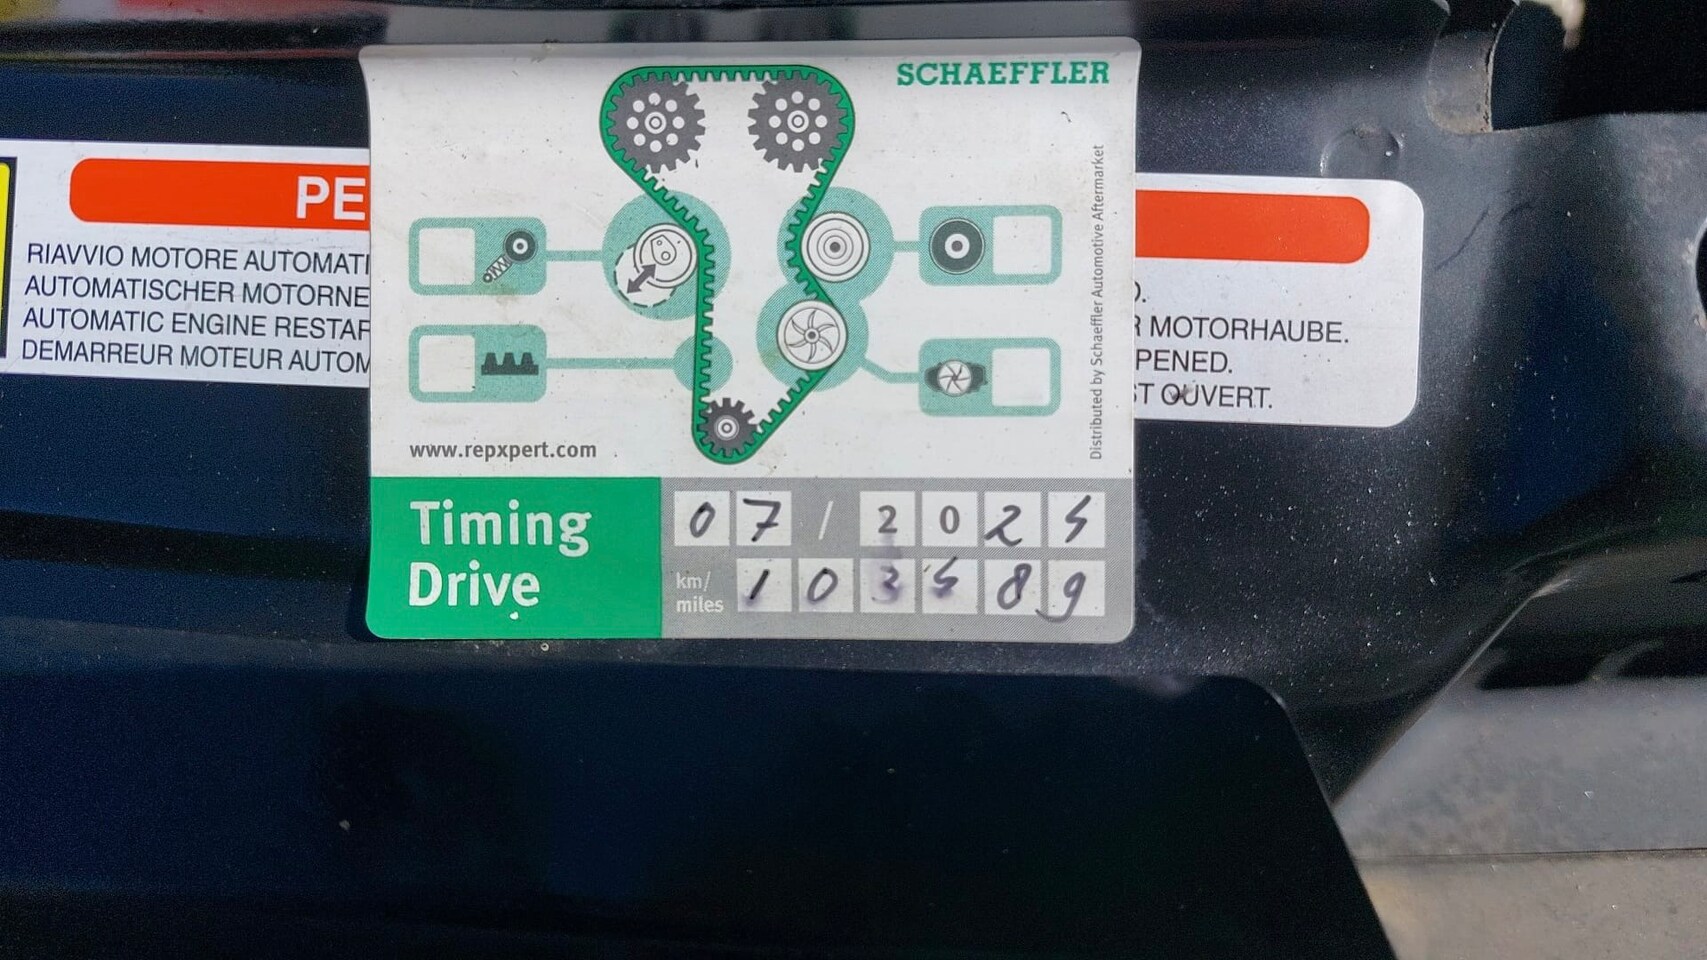 SCHAEFFLER
PE
RIAVVIO MOTORE AUTOMATI
AUTOMATISCHER MOTORNE
AUTOMATIC ENGINE RESTAR
DEMARREUR MOTEUR AUTOM
R MOTORHAUBE.
PENED.
ST OUVERT.
Distributed by Schaeffler Automotive Aftermarket
www.repxpert.com
Timing
Drive
07 / 2025
km/
miles